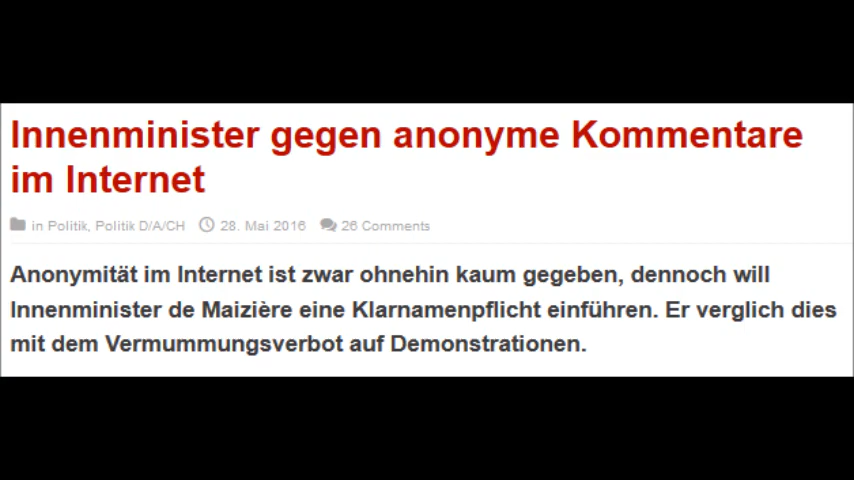 Innenminister gegen anonyme Kommentare
im Internet
in Politik, Politik D/A/CH 28. Mai 2016 26 Comments
Anonymität im Internet ist zwar ohnehin kaum gegeben, dennoch will
Innenminister de Maizière eine Klarnamenpflicht einführen. Er verglich dies
mit dem Vermummungsverbot auf Demonstrationen.